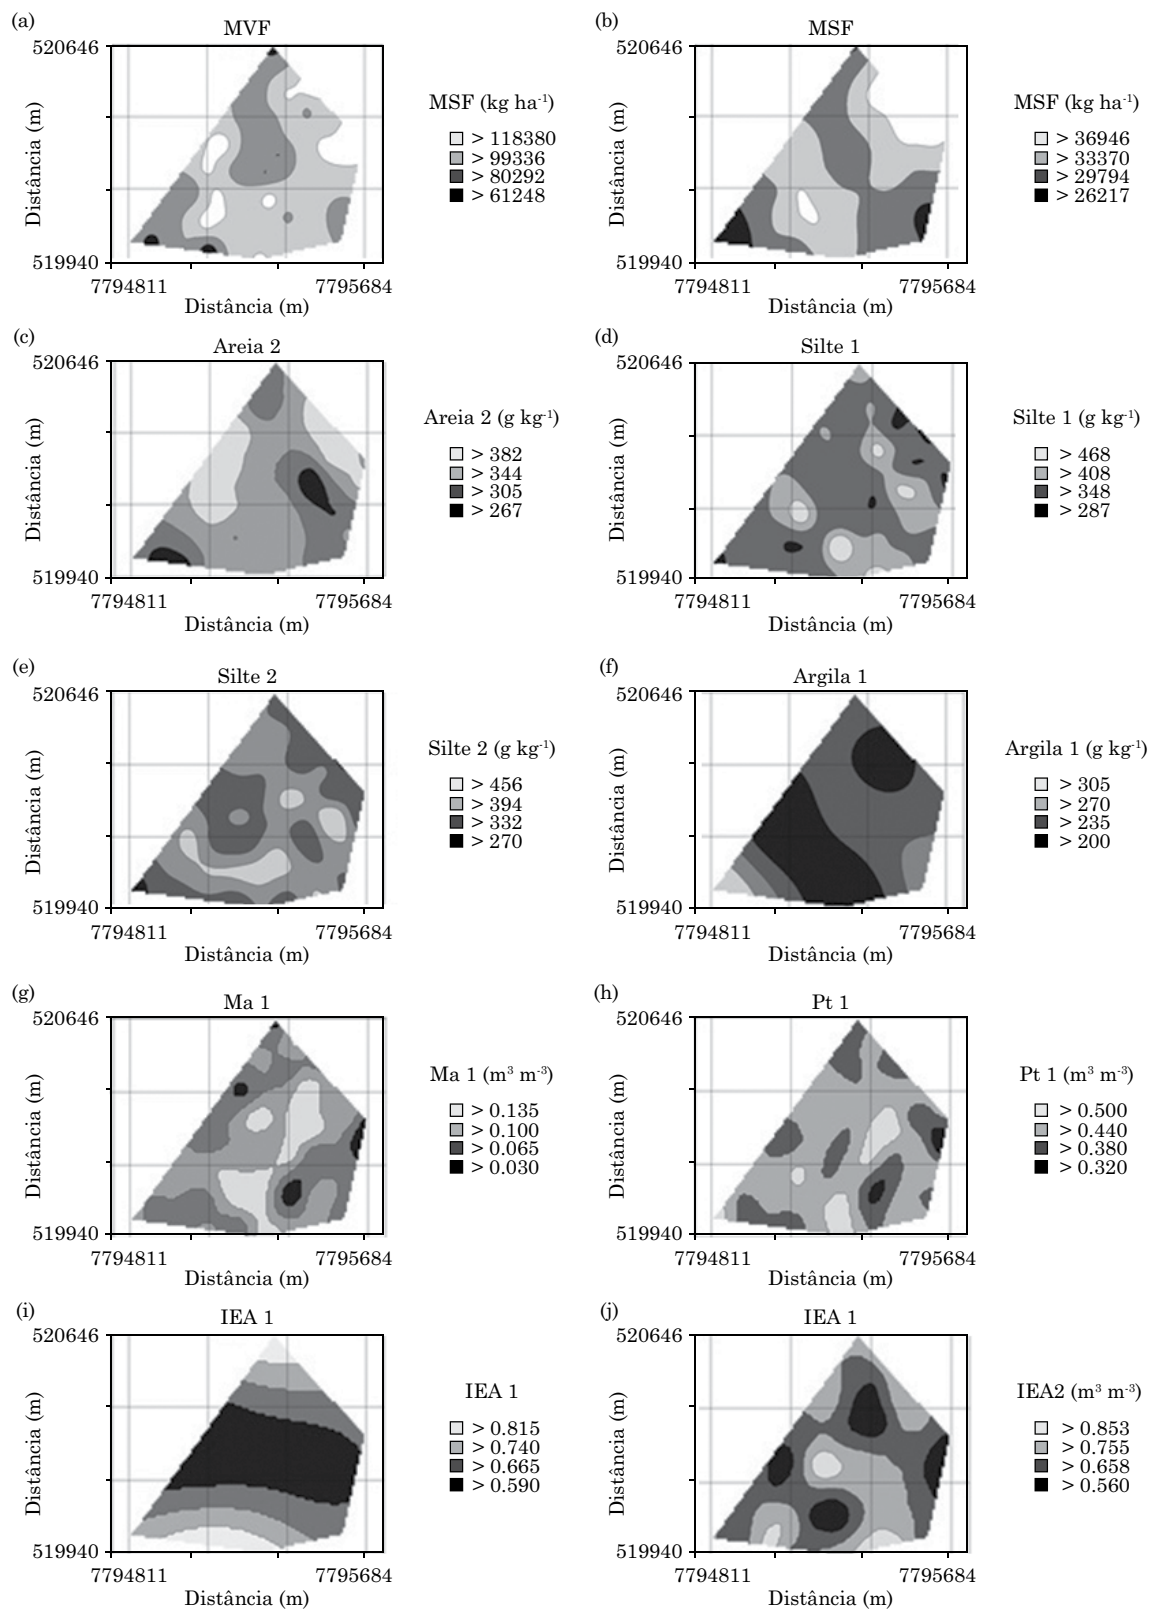 (a)
MVF
520646
Distância (m)
519940
7794811 7795684
Distância (m)
MSF (kg ha⁻¹)
> 118380
> 99336
> 80292
> 61248
(b)
MSF
520646
Distância (m)
519940
7794811 7795684
Distância (m)
MSF (kg ha⁻¹)
> 36946
> 33370
> 29794
> 26217
(c)
Areia 2
520646
Distância (m)
519940
7794811 7795684
Distância (m)
Areia 2 (g kg⁻¹)
> 382
> 344
> 305
> 267
(d)
Silte 1
520646
Distância (m)
519940
7794811 7795684
Distância (m)
Silte 1 (g kg⁻¹)
> 468
> 408
> 348
> 287
(e)
Silte 2
520646
Distância (m)
519940
7794811 7795684
Distância (m)
Silte 2 (g kg⁻¹)
> 456
> 394
> 332
> 270
(f)
Argila 1
520646
Distância (m)
519940
7794811 7795684
Distância (m)
Argila 1 (g kg⁻¹)
> 305
> 270
> 235
> 200
(g)
Ma 1
520646
Distância (m)
519940
7794811 7795684
Distância (m)
Ma 1 (m³ m⁻³)
> 0.135
> 0.100
> 0.065
> 0.030
(h)
Pt 1
520646
Distância (m)
519940
7794811 7795684
Distância (m)
Pt 1 (m³ m⁻³)
> 0.500
> 0.440
> 0.380
> 0.320
(i)
IEA 1
520646
Distância (m)
519940
7794811 7795684
Distância (m)
IEA 1
> 0.815
> 0.740
> 0.665
> 0.590
(j)
IEA 1
520646
Distância (m)
519940
7794811 7795684
Distância (m)
IEA2 (m³ m⁻³)
> 0.853
> 0.755
> 0.658
> 0.560